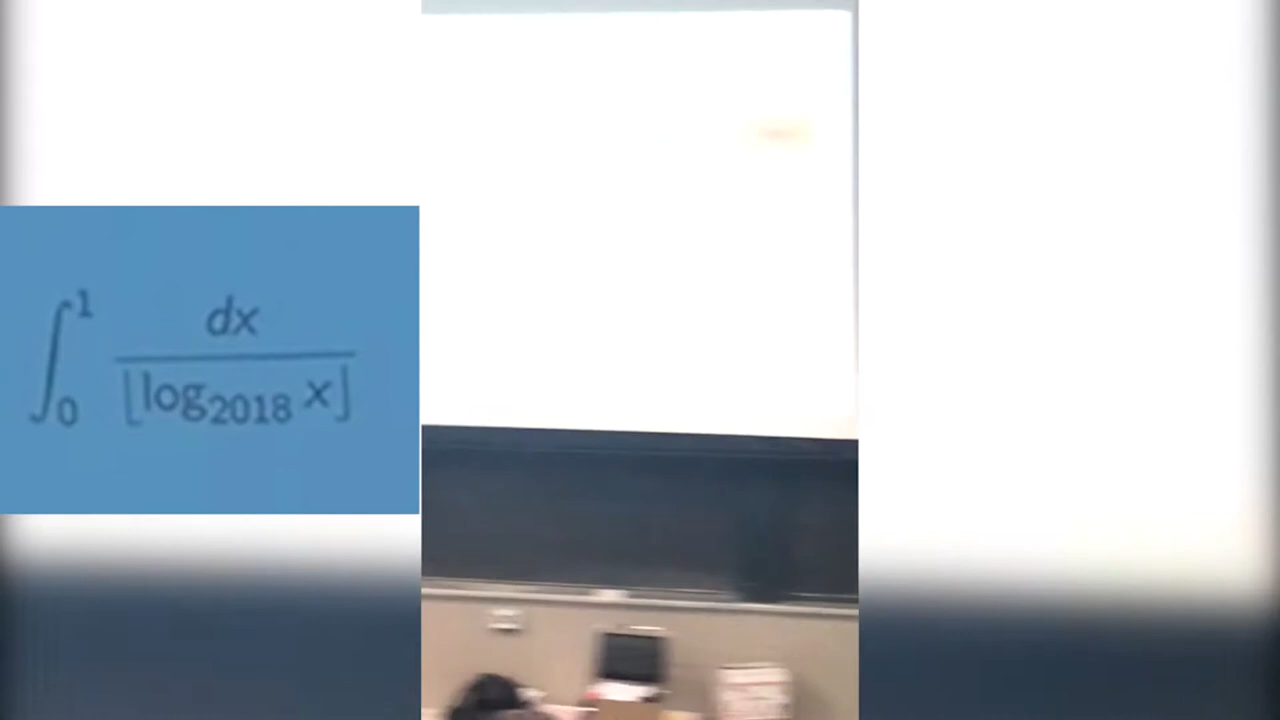 ∫₀¹ dx / ⌊log₂₀₁₈ x⌋